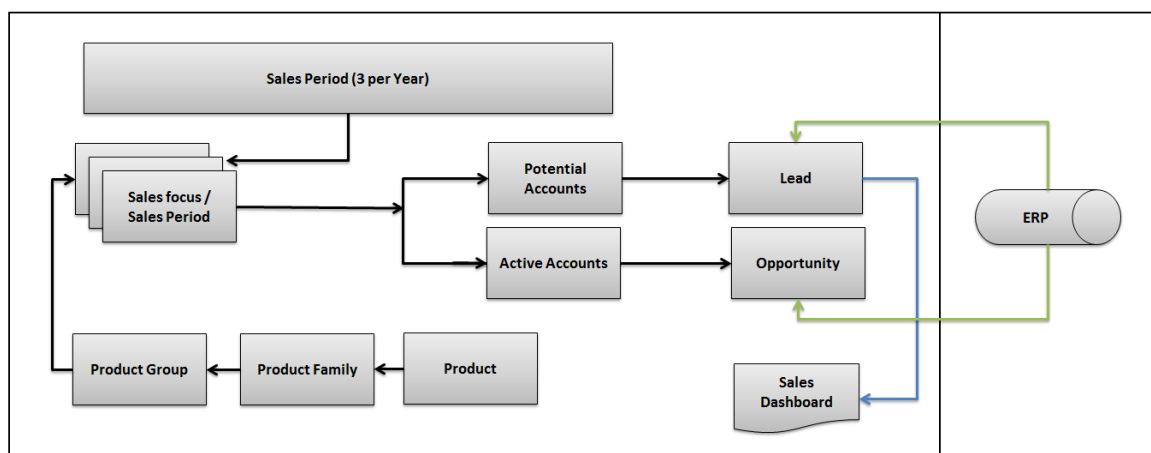 Sales Period (3 per Year)
Sales focus /
Sales Period
Potential
Accounts
Lead
ERP
Active Accounts
Opportunity
Product Group
Product Family
Product
Sales
Dashboard